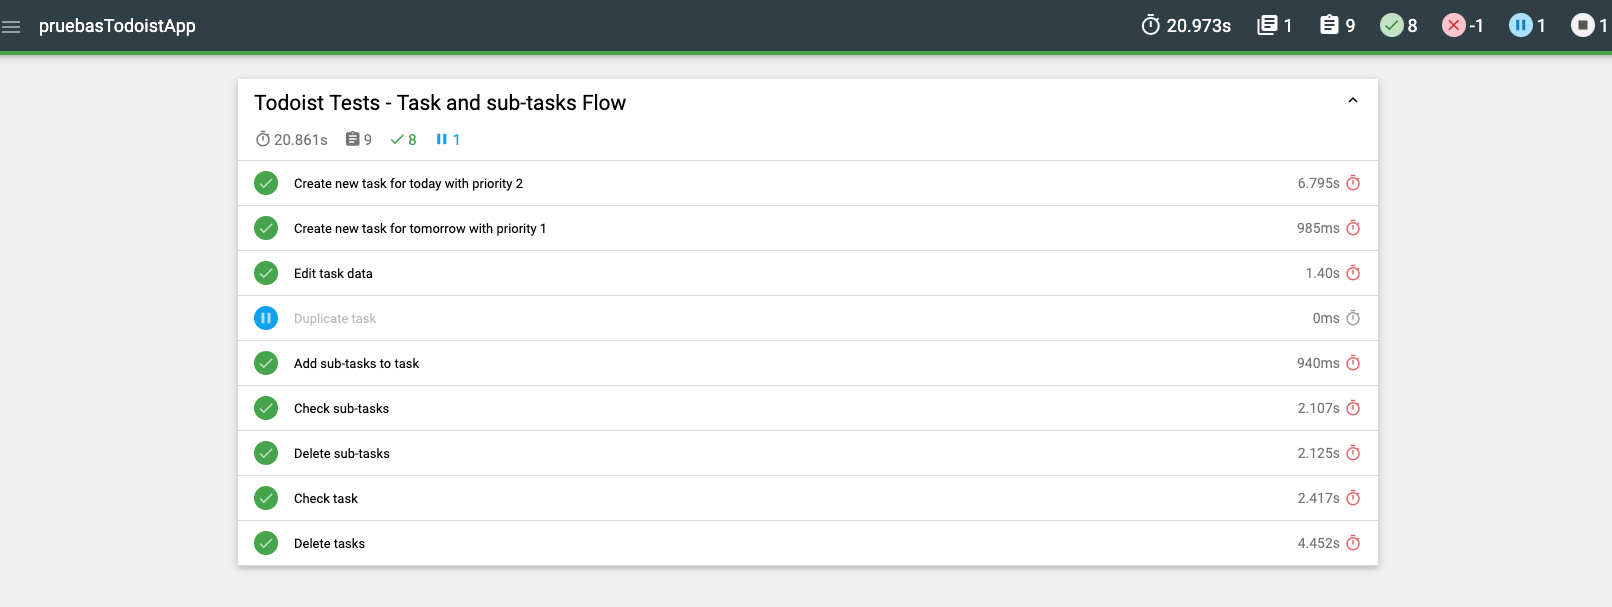 pruebasTodoistApp 20.973s 1 9 8 -1 1 1
Todoist Tests - Task and sub-tasks Flow
20.861s 9 8 1
Create new task for today with priority 2 6.795s
Create new task for tomorrow with priority 1 985ms
Edit task data 1.40s
Duplicate task 0ms
Add sub-tasks to task 940ms
Check sub-tasks 2.107s
Delete sub-tasks 2.125s
Check task 2.417s
Delete tasks 4.452s